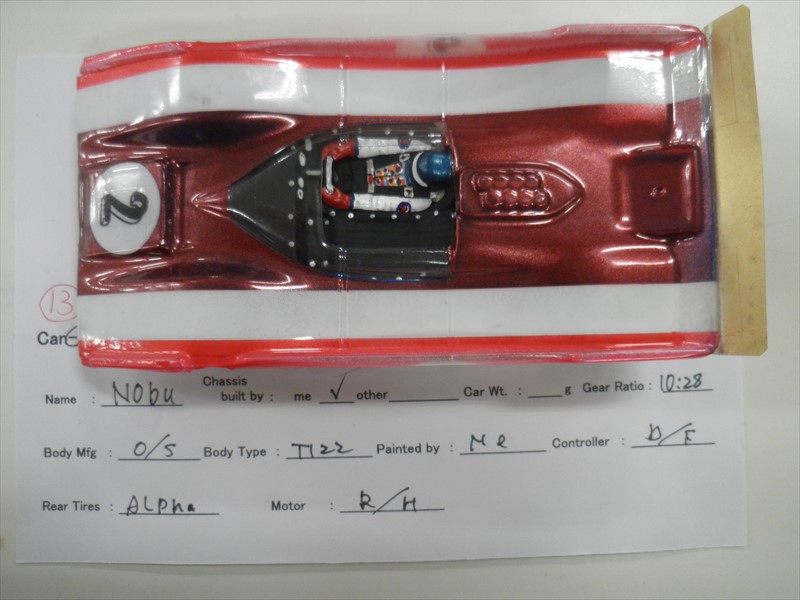 2
13
Car
Name : Nobu Chassis built by : me ✓ other Car Wt. : g Gear Ratio : 10:28
Body Mfg : O/S Body Type : TI22 Painted by : Me Controller : D/F
Rear Tires : ALPha Motor : R/H